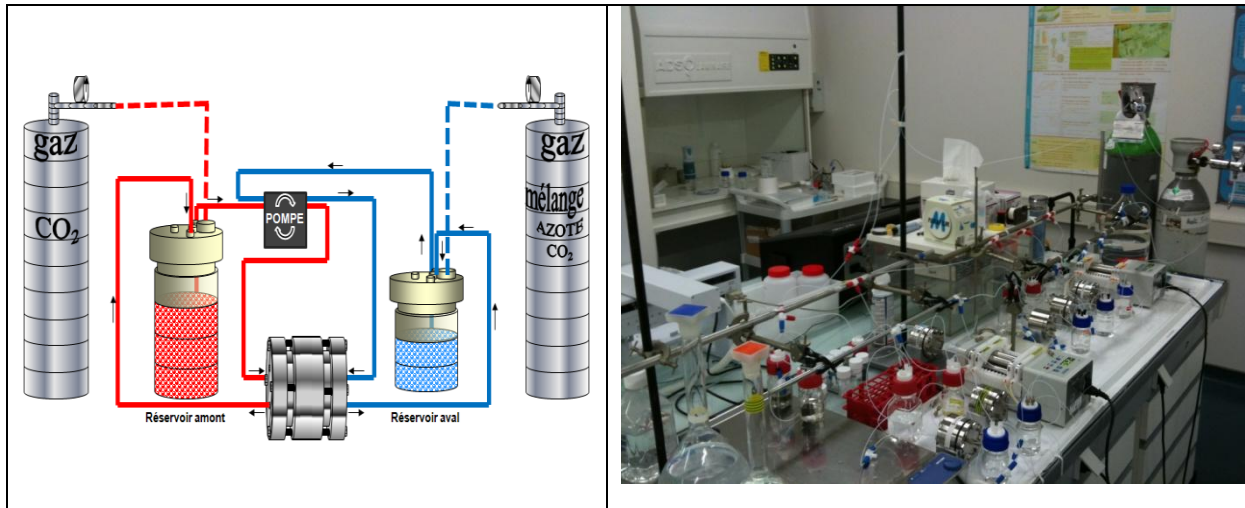 gaz
CO₂
POMPE
Réservoir amont
Réservoir aval
gaz
mélange
AZOTE
CO₂